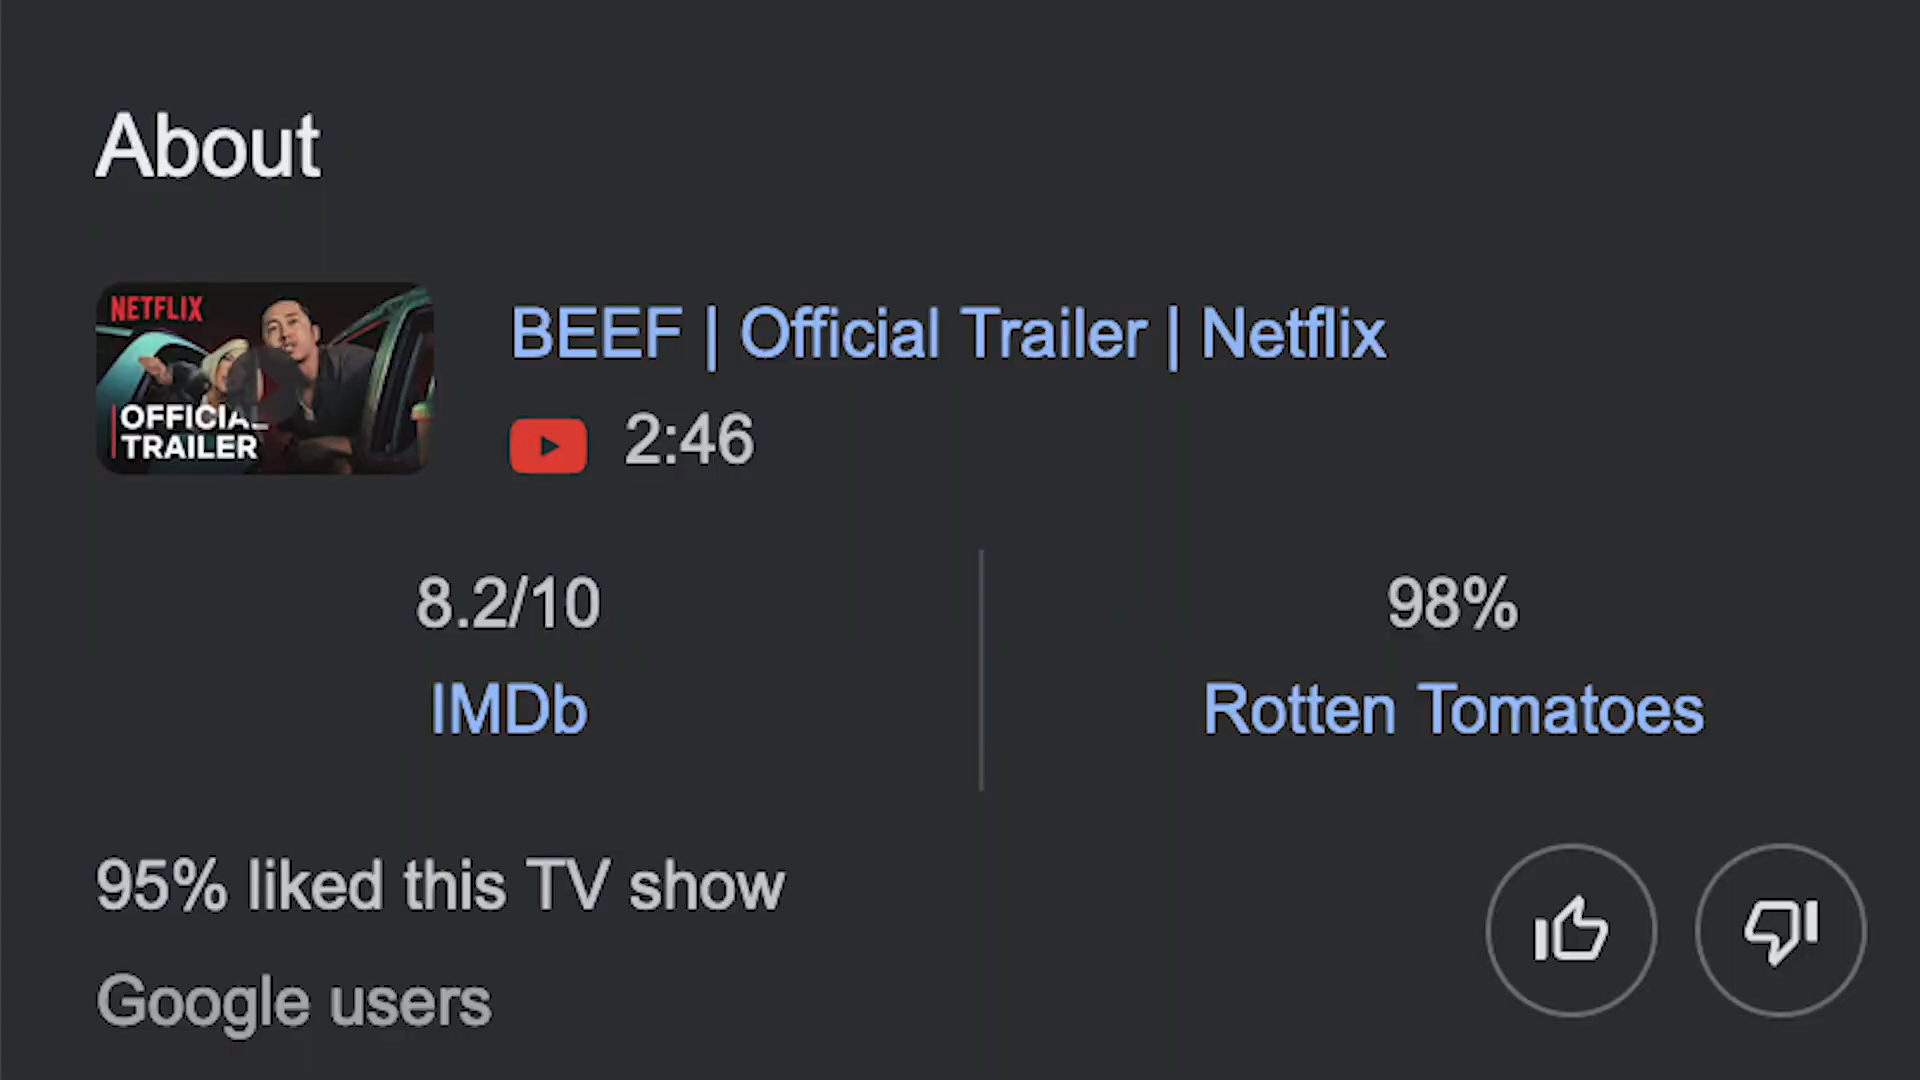 About
NETFLIX
OFFICIAL
TRAILER
BEEF | Official Trailer | Netflix
2:46
8.2/10
IMDb
98%
Rotten Tomatoes
95% liked this TV show
Google users